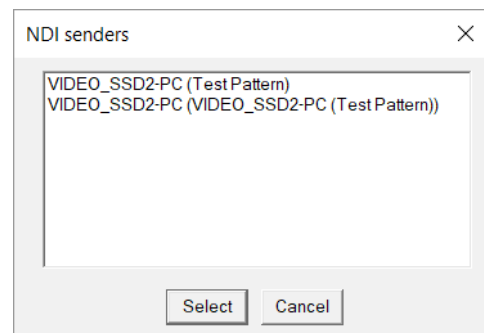 NDI senders
VIDEO_SSD2-PC (Test Pattern)
VIDEO_SSD2-PC (VIDEO_SSD2-PC (Test Pattern))
Select
Cancel